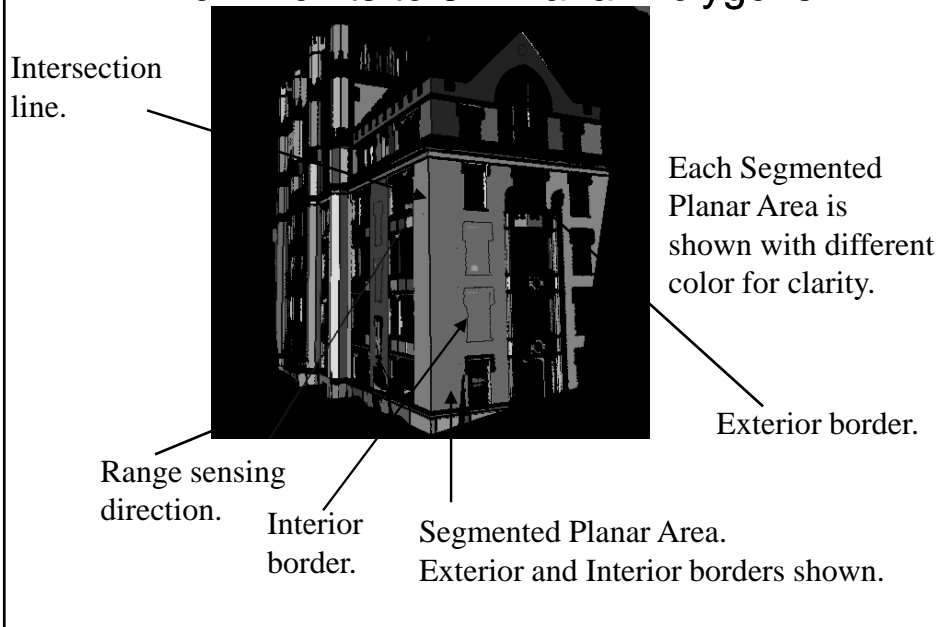 Intersection
line.
Each Segmented
Planar Area is
shown with different
color for clarity.
Exterior border.
Range sensing
direction.
Interior
border.
Segmented Planar Area.
Exterior and Interior borders shown.